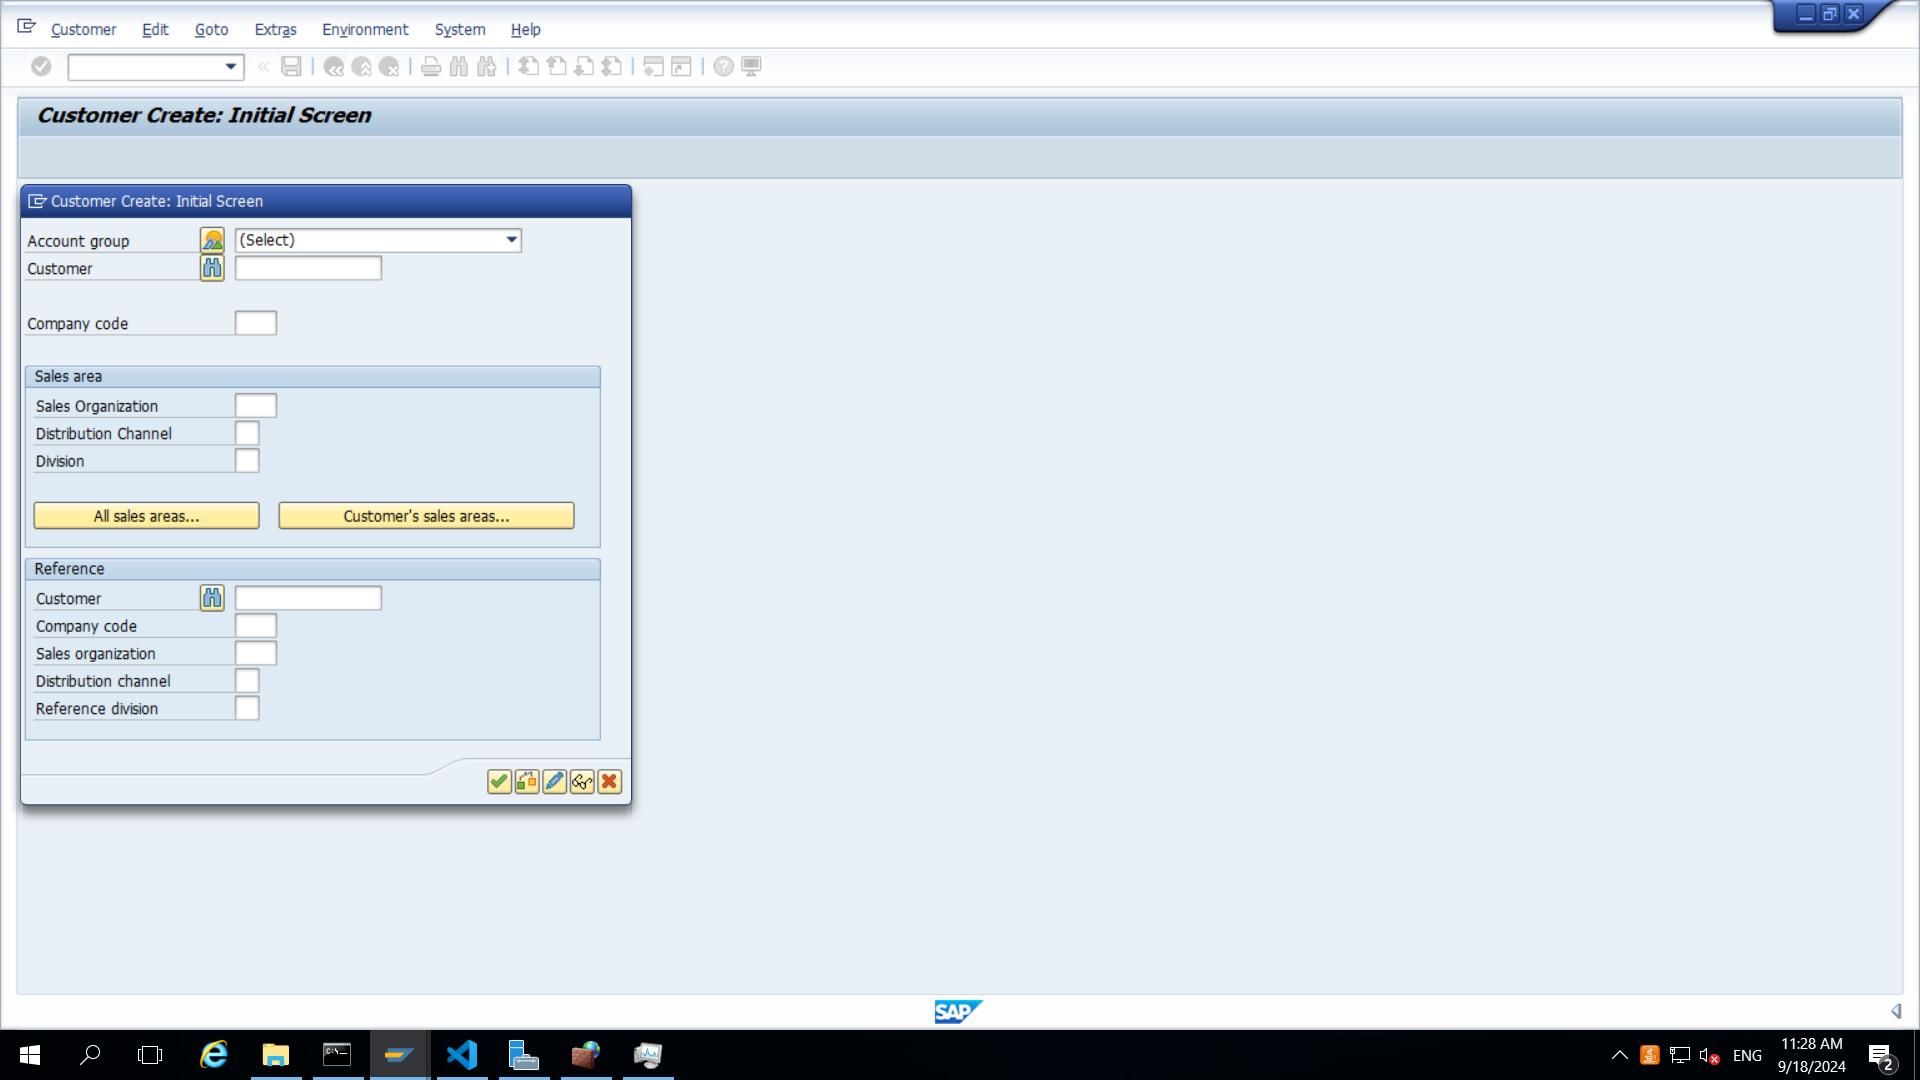 Customer Edit Goto Extras Environment System Help
Customer Create: Initial Screen
Customer Create: Initial Screen
Account group (Select)
Customer
Company code
Sales area
Sales Organization
Distribution Channel
Division
All sales areas... Customer's sales areas...
Reference
Customer
Company code
Sales organization
Distribution channel
Reference division
SAP
ENG
11:28 AM
9/18/2024
2